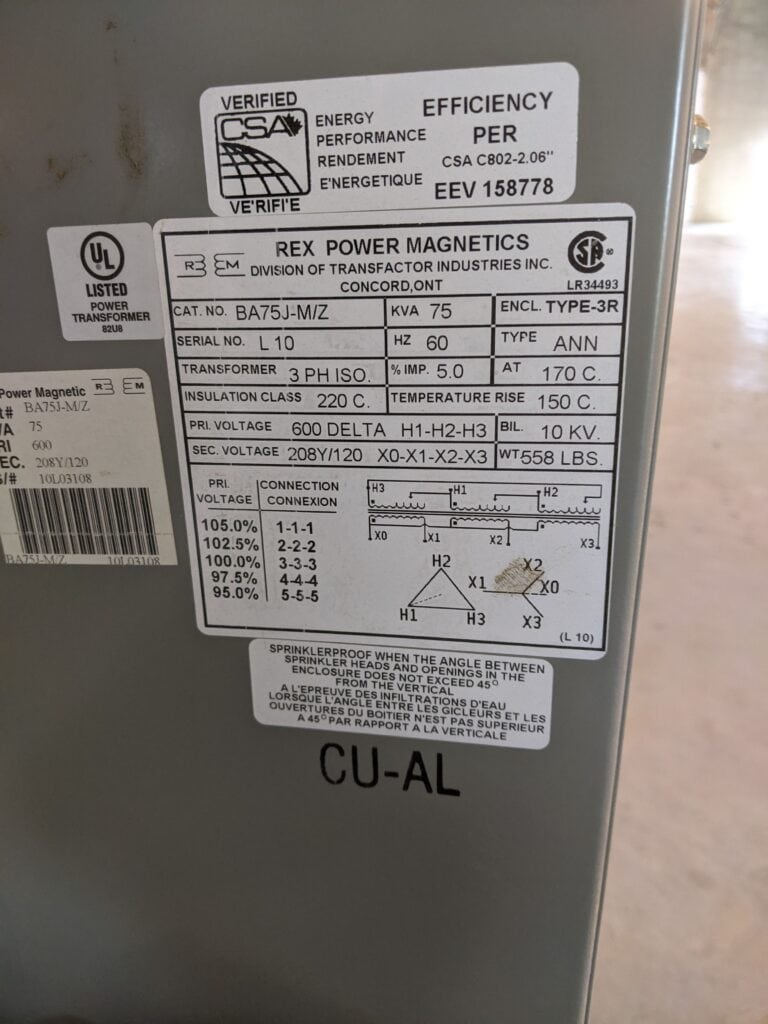 VERIFIED
CSA
ENERGY
PERFORMANCE
RENDEMENT
E'NERGETIQUE
VE'RIFI'E
EFFICIENCY
PER
CSA C802-2.06"
EEV 158778
UL
LISTED
POWER
TRANSFORMER
82U8
REX POWER MAGNETICS
DIVISION OF TRANSFACTOR INDUSTRIES INC.
CONCORD,ONT
LR34493
CAT. NO. BA75J-M/Z KVA 75 ENCL. TYPE-3R
SERIAL NO. L 10 HZ 60 TYPE ANN
TRANSFORMER 3 PH ISO. % IMP. 5.0 AT 170 C.
INSULATION CLASS 220 C. TEMPERATURE RISE 150 C.
PRI. VOLTAGE 600 DELTA H1-H2-H3 BIL. 10 KV.
SEC. VOLTAGE 208Y/120 X0-X1-X2-X3 WT 558 LBS.
PRI. VOLTAGE CONNECTION CONNEXION
105.0% 1-1-1
102.5% 2-2-2
100.0% 3-3-3
97.5% 4-4-4
95.0% 5-5-5
H3 H1 H2
X0 X1 X2 X3
H2
H1 H3
X2
X1 X0
X3
(L 10)
Power Magnetic
BA75J-M/Z
75
600
208Y/120
10L03108
BA75J-M/Z 10L03108
SPRINKLERPROOF WHEN THE ANGLE BETWEEN
SPRINKLER HEADS AND OPENINGS IN THE
ENCLOSURE DOES NOT EXCEED 45°
FROM THE VERTICAL
A L'EPREUVE DES INFILTRATIONS D'EAU
LORSQUE L'ANGLE ENTRE LES GICLEURS ET LES
OUVERTURES DU BOITIER N'EST PAS SUPERIEUR
A 45° PAR RAPPORT A LA VERTICALE
CU-AL